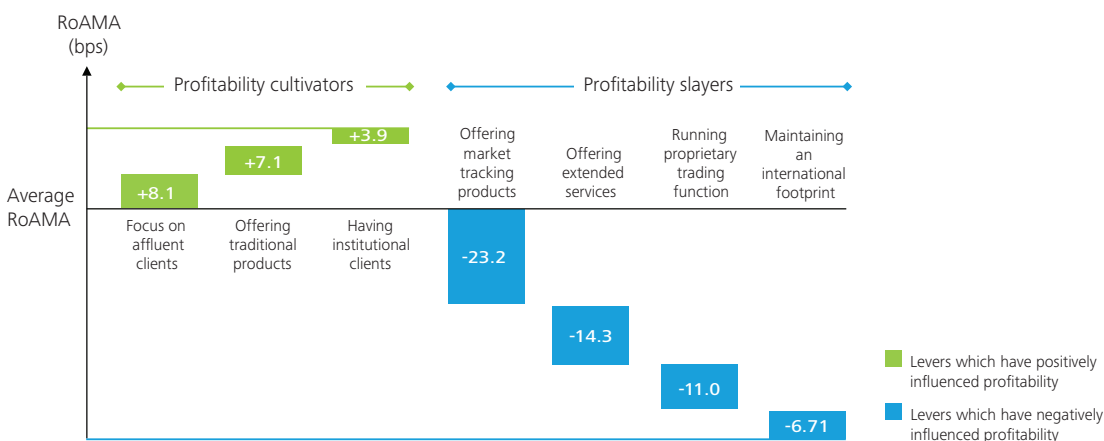 RoAMA
(bps)
Profitability cultivators
Profitability slayers
+3.9
+7.1
+8.1
Average
RoAMA
Focus on
affluent
clients
Offering
traditional
products
Having
institutional
clients
Offering
market
tracking
products
Offering
extended
services
Running
proprietary
trading
function
Maintaining
an
international
footprint
-23.2
-14.3
-11.0
-6.71
Levers which have positively
influenced profitability
Levers which have negatively
influenced profitability